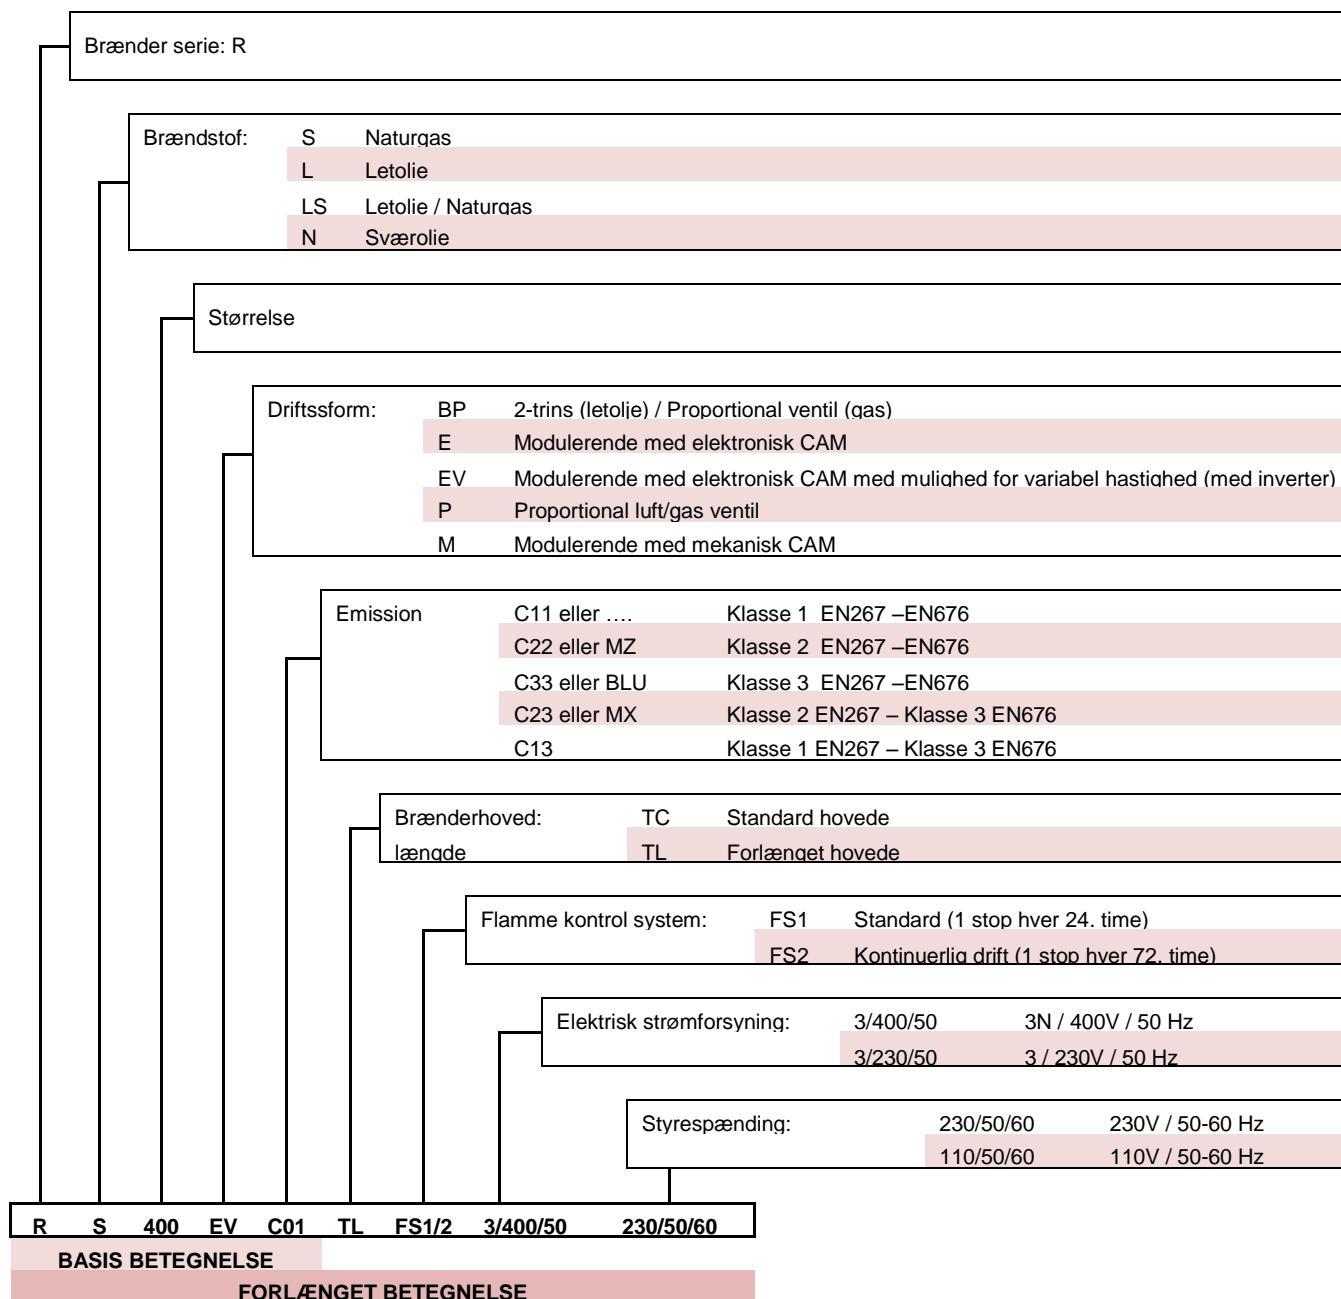 Brænder serie: R
Brændstof: S Naturgas
L Letolie
LS Letolie / Naturgas
N Sværolie
Størrelse
Driftssform: BP 2-trins (letolje) / Proportional ventil (gas)
E Modulerende med elektronisk CAM
EV Modulerende med elektronisk CAM med mulighed for variabel hastighed (med inverter)
P Proportional luft/gas ventil
M Modulerende med mekanisk CAM
Emission C11 eller …. Klasse 1 EN267 –EN676
C22 eller MZ Klasse 2 EN267 –EN676
C33 eller BLU Klasse 3 EN267 –EN676
C23 eller MX Klasse 2 EN267 – Klasse 3 EN676
C13 Klasse 1 EN267 – Klasse 3 EN676
Brænderhoved: TC Standard hovede
længde TL Forlænget hovede
Flamme kontrol system: FS1 Standard (1 stop hver 24. time)
FS2 Kontinuerlig drift (1 stop hver 72. time)
Elektrisk strømforsyning: 3/400/50 3N / 400V / 50 Hz
3/230/50 3 / 230V / 50 Hz
Styrespænding: 230/50/60 230V / 50-60 Hz
110/50/60 110V / 50-60 Hz
R S 400 EV C01 TL FS1/2 3/400/50 230/50/60
BASIS BETEGNELSE
FORLÆNGET BETEGNELSE